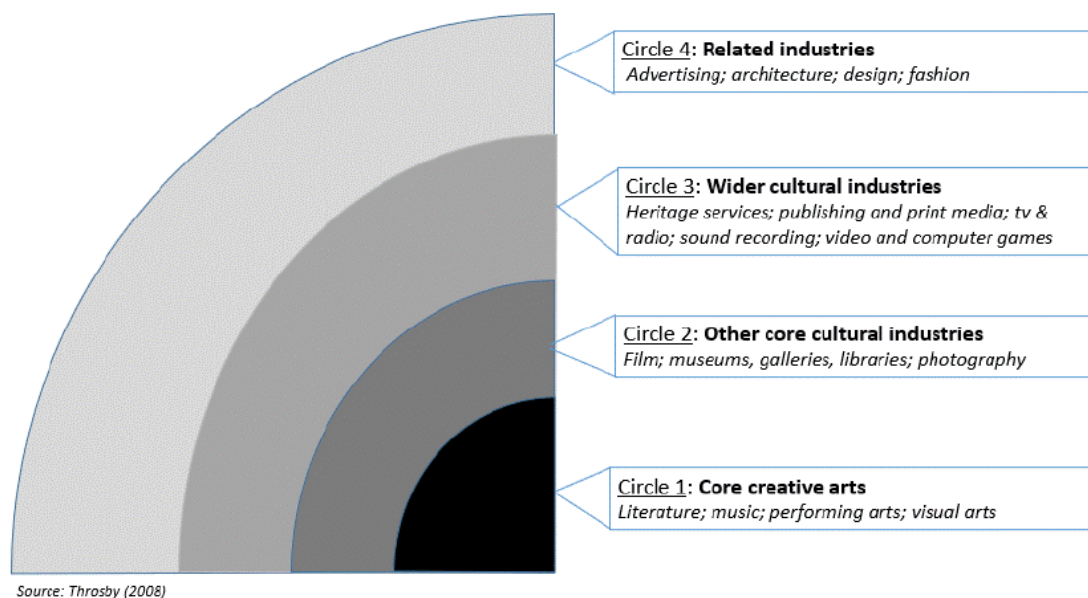 Circle 4: Related industries
Advertising; architecture; design; fashion
Circle 3: Wider cultural industries
Heritage services; publishing and print media; tv &
radio; sound recording; video and computer games
Circle 2: Other core cultural industries
Film; museums, galleries, libraries; photography
Circle 1: Core creative arts
Literature; music; performing arts; visual arts
Source: Throsby (2008)